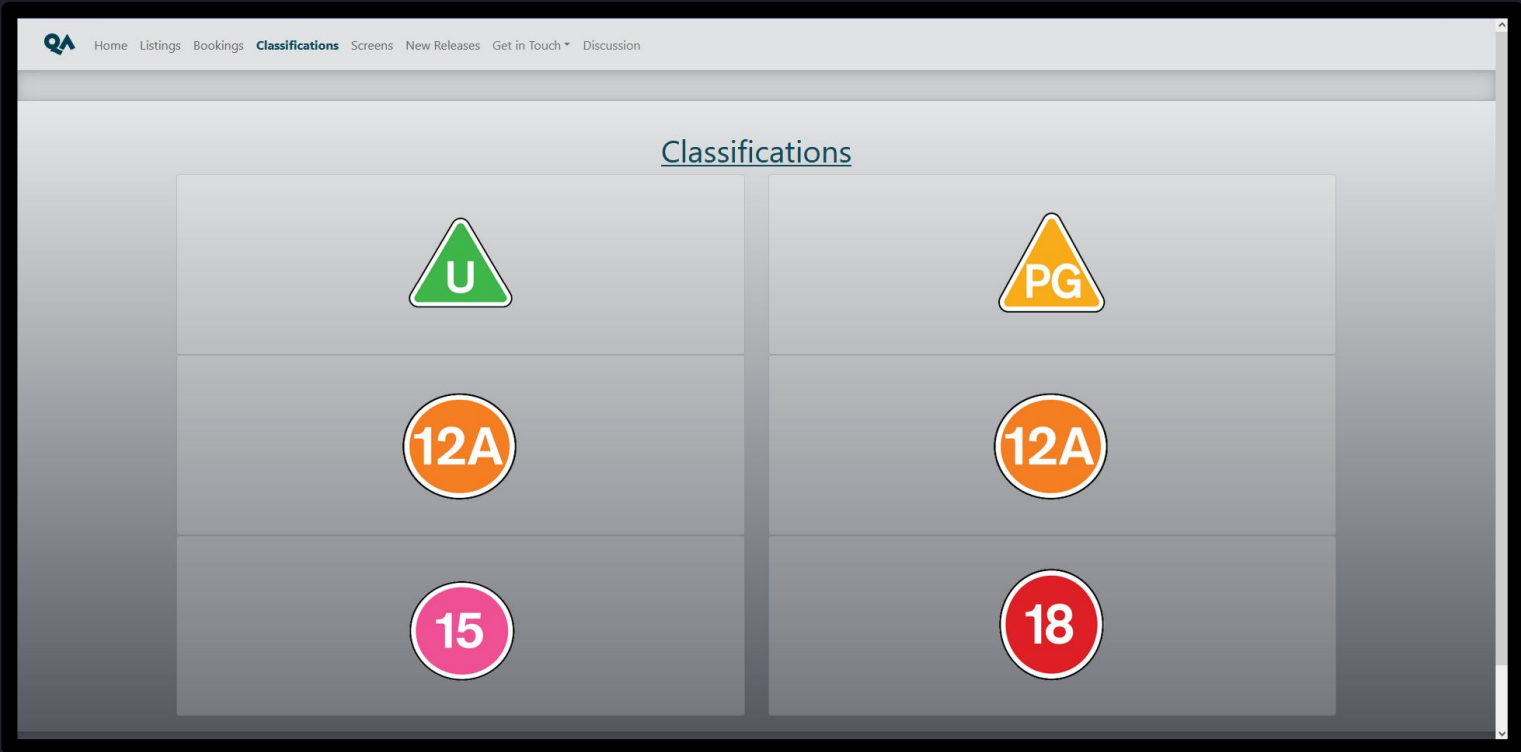 QA Home Listings Bookings Classifications Screens New Releases Get in Touch Discussion
Classifications
U PG
12A 12A
15 18